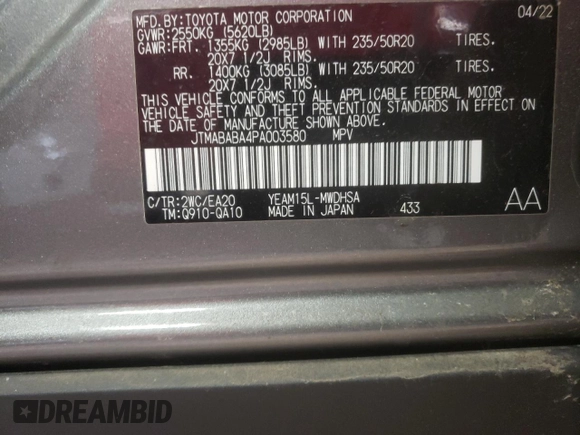 MFD.BY:TOYOTA MOTOR CORPORATION 04/22
GVWR:2550KG (5620LB)
GAWR:FRT. 1355KG (2985LB) WITH 235/50R20 TIRES.
20X7 1/2J RIMS.
RR. 1400KG (3085LB) WITH 235/50R20 TIRES.
20X7 1/2J RIMS.
THIS VEHICLE CONFORMS TO ALL APPLICABLE FEDERAL MOTOR
VEHICLE SAFETY AND THEFT PREVENTION STANDARDS IN EFFECT ON
THE DATE OF MANUFACTURE SHOWN ABOVE.
JTMABABA4PA003580 MPV
C/TR:2WC/EA20 YEAM15L-MWDHSA AA
TM:Q910-QA10 MADE IN JAPAN 433
DREAMBID